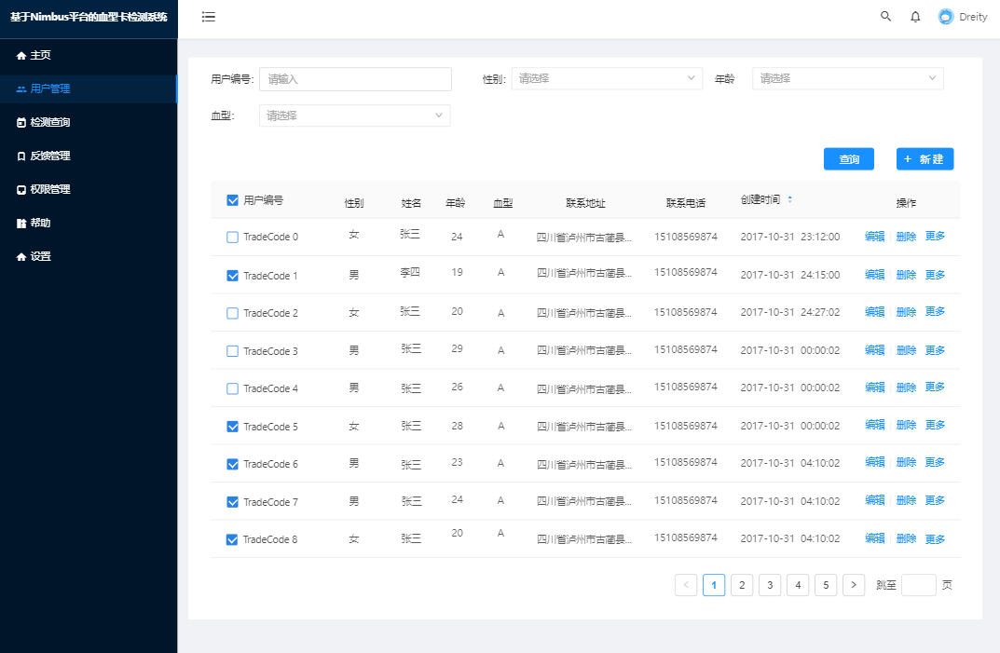 基于Nimbus平台的血型卡检测系统
Dreity
主页
用户管理
检测查询
反馈管理
权限管理
帮助
设置
用户编号: 请输入 性别: 请选择 年龄 请选择
血型: 请选择
查询 + 新建
用户编号 性别 姓名 年龄 血型 联系地址 联系电话 创建时间 操作
TradeCode 0 女 张三 24 A 四川省泸州市古蔺县... 15108569874 2017-10-31 23:12:00 编辑 删除 更多
TradeCode 1 男 李四 19 A 四川省泸州市古蔺县... 15108569874 2017-10-31 24:15:00 编辑 删除 更多
TradeCode 2 女 张三 20 A 四川省泸州市古蔺县... 15108569874 2017-10-31 24:27:02 编辑 删除 更多
TradeCode 3 男 张三 29 A 四川省泸州市古蔺县... 15108569874 2017-10-31 00:00:02 编辑 删除 更多
TradeCode 4 男 张三 26 A 四川省泸州市古蔺县... 15108569874 2017-10-31 00:00:02 编辑 删除 更多
TradeCode 5 女 张三 28 A 四川省泸州市古蔺县... 15108569874 2017-10-31 00:00:02 编辑 删除 更多
TradeCode 6 男 张三 23 A 四川省泸州市古蔺县... 15108569874 2017-10-31 04:10:02 编辑 删除 更多
TradeCode 7 男 张三 24 A 四川省泸州市古蔺县... 15108569874 2017-10-31 04:10:02 编辑 删除 更多
TradeCode 8 女 张三 20 A 四川省泸州市古蔺县... 15108569874 2017-10-31 04:10:02 编辑 删除 更多
< 1 2 3 4 5 > 跳至 页